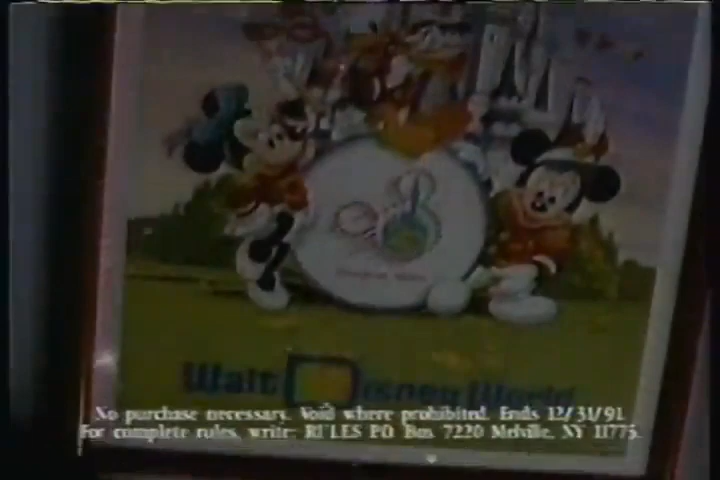 Walt Disney World
No purchase necessary. Void where prohibited. Ends 12/31/91.
For complete rules, write: RULES P.O. Box 7220 Melville, NY 11775.